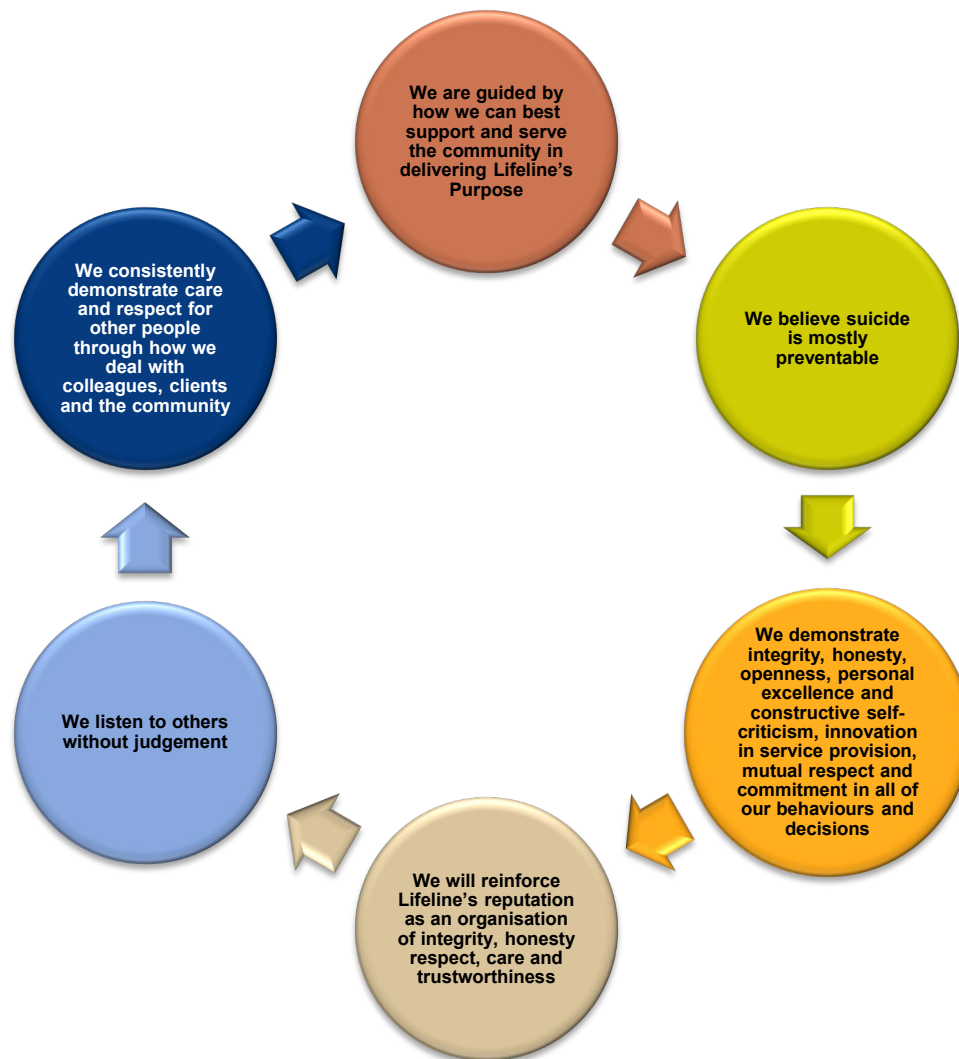 We are guided by
how we can best
support and serve
the community in
delivering Lifeline’s
Purpose
We believe suicide
is mostly
preventable
We demonstrate
integrity, honesty,
openness, personal
excellence and
constructive self-
criticism, innovation
in service provision,
mutual respect and
commitment in all of
our behaviours and
decisions
We will reinforce
Lifeline’s reputation
as an organisation
of integrity, honesty
respect, care and
trustworthiness
We listen to others
without judgement
We consistently
demonstrate care
and respect for
other people
through how we
deal with
colleagues, clients
and the community